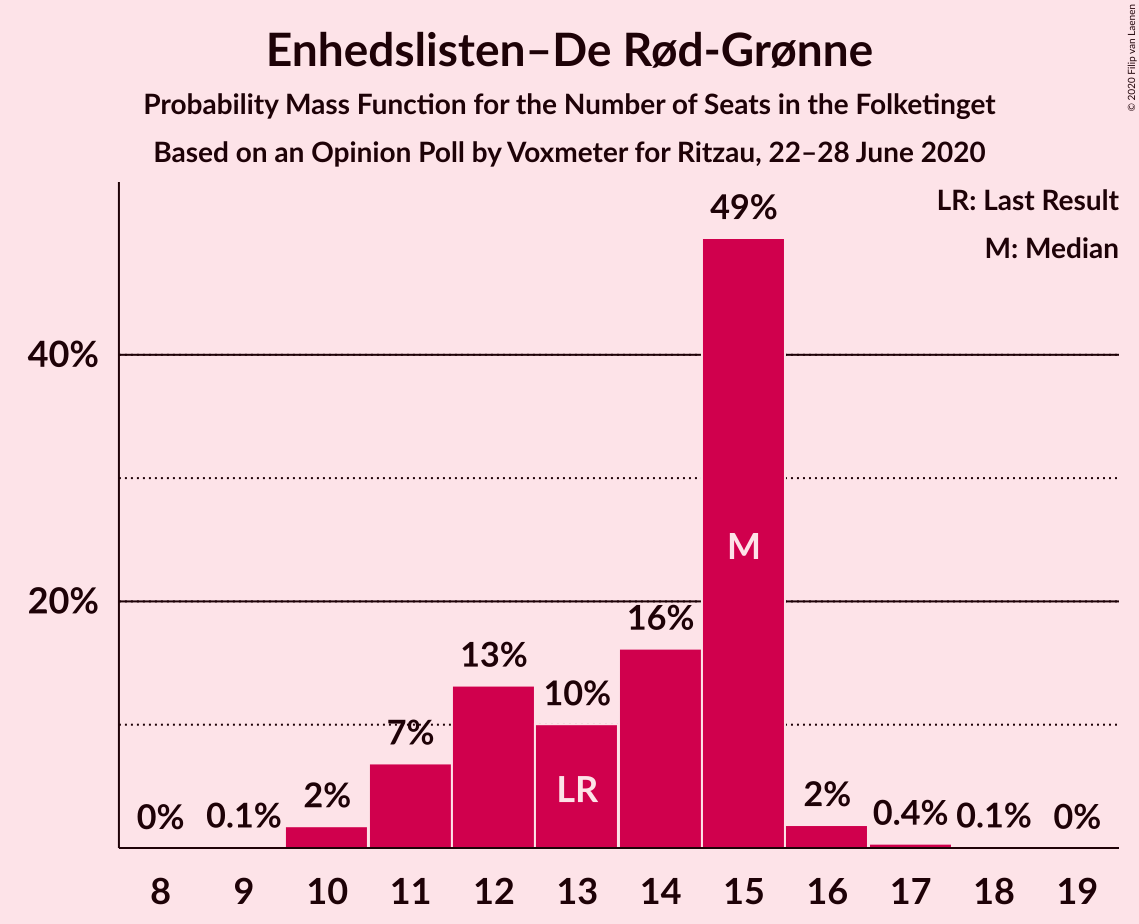 Enhedslisten–De Rød-Grønne
Probability Mass Function for the Number of Seats in the Folketinget
Based on an Opinion Poll by Voxmeter for Ritzau, 22–28 June 2020
© 2020 Filip van Laenen
LR: Last Result
M: Median
49%
40%
M
20%
16%
13%
10%
7%
LR
2%
2%
0%
0.1%
0.4%
0.1%
0%
8 9 10 11 12 13 14 15 16 17 18 19